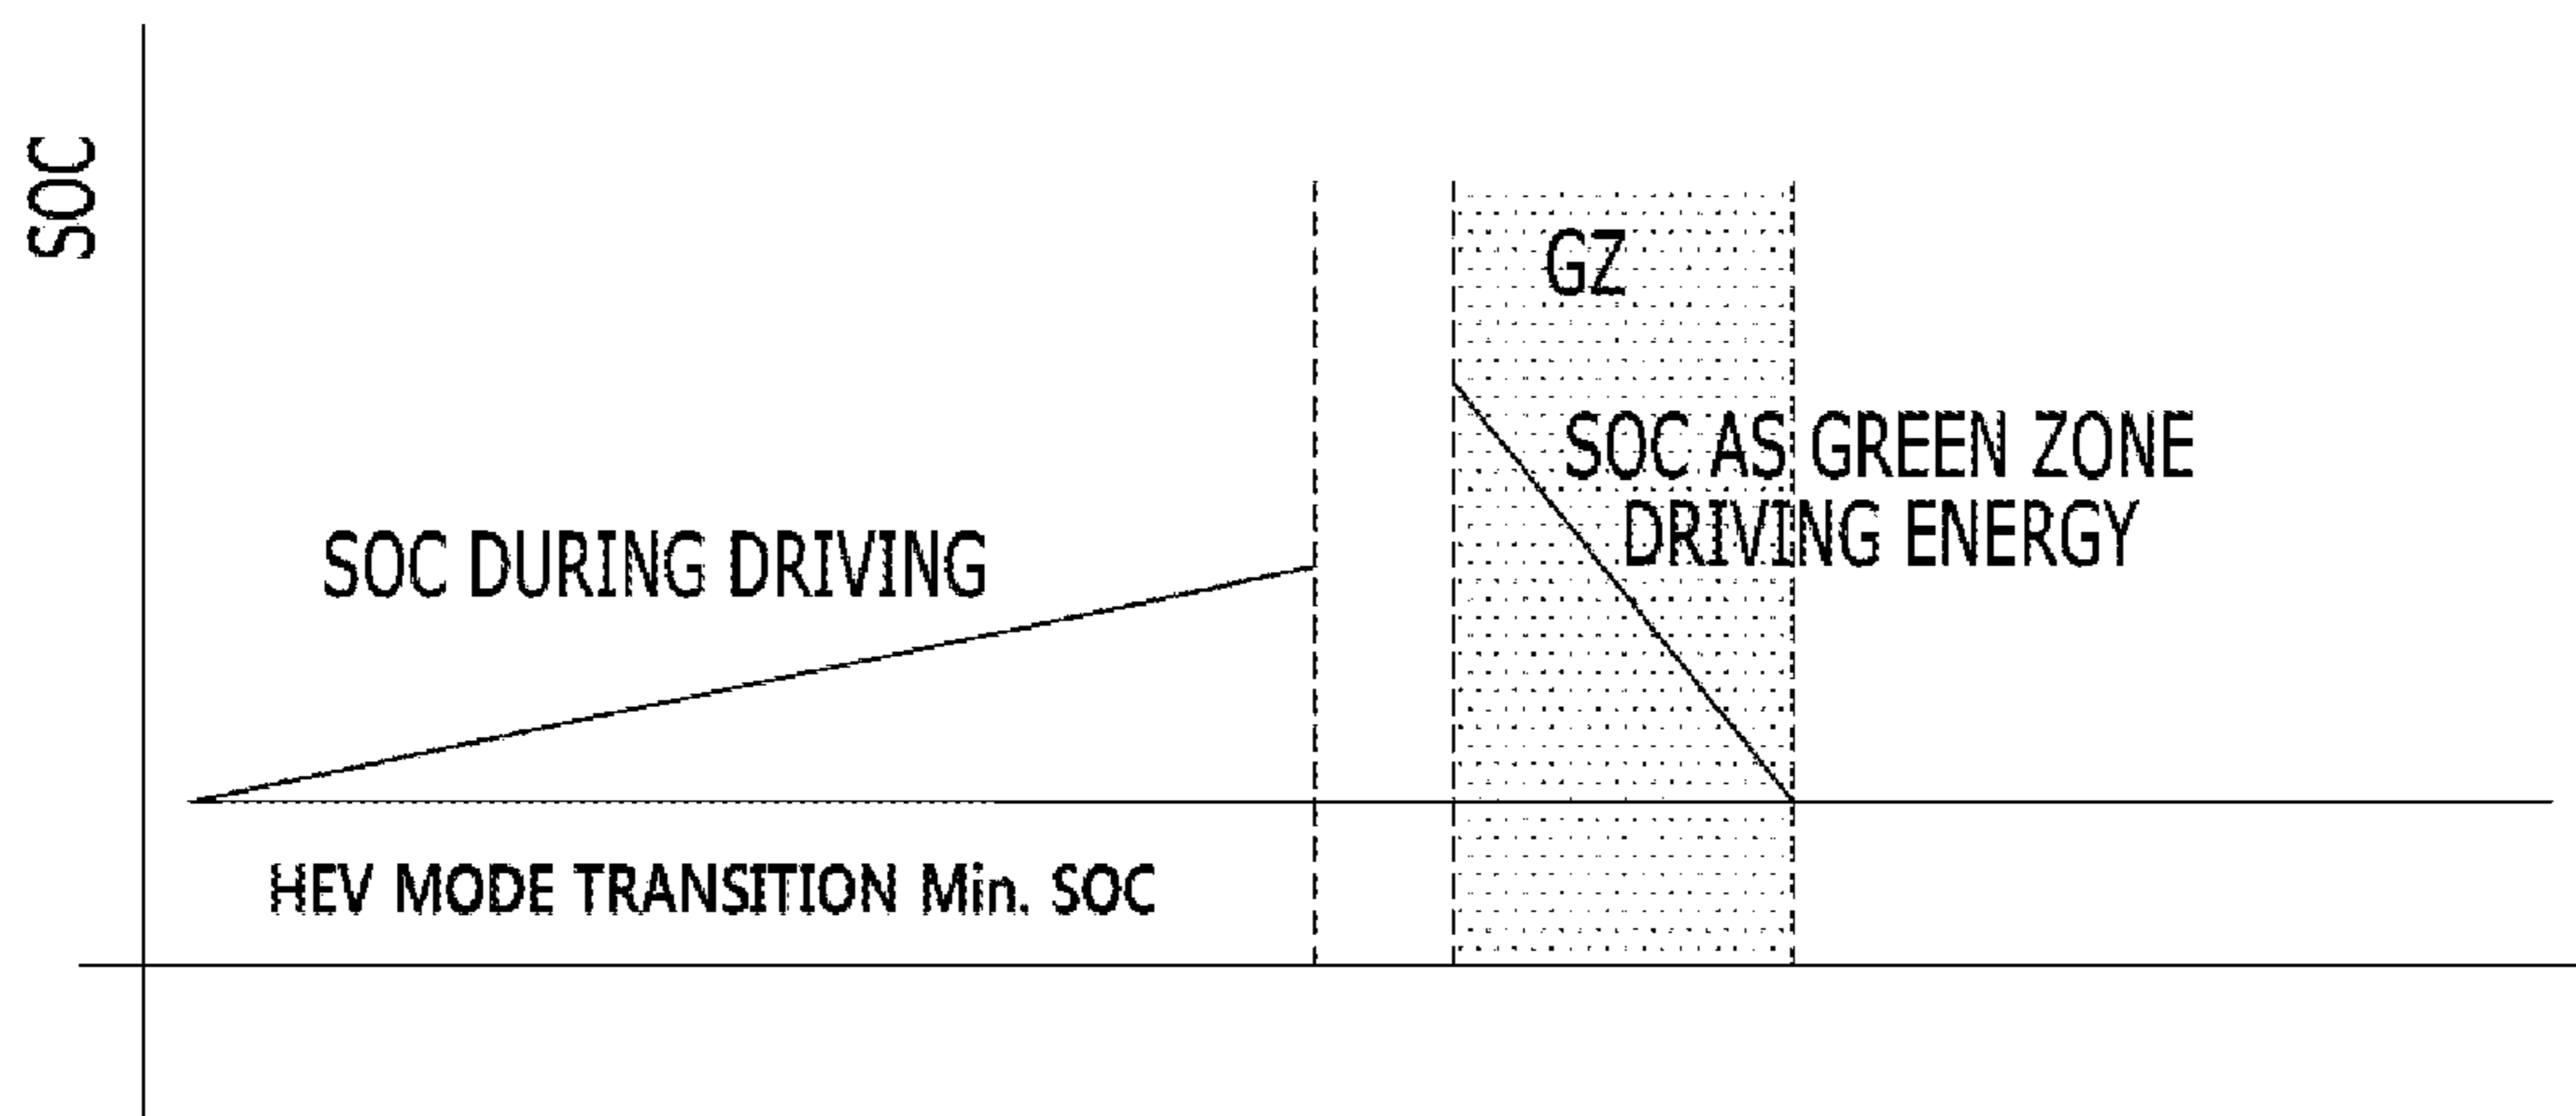 SOC
GZ
SOC AS GREEN ZONE
DRIVING ENERGY
SOC DURING DRIVING
HEV MODE TRANSITION Min. SOC